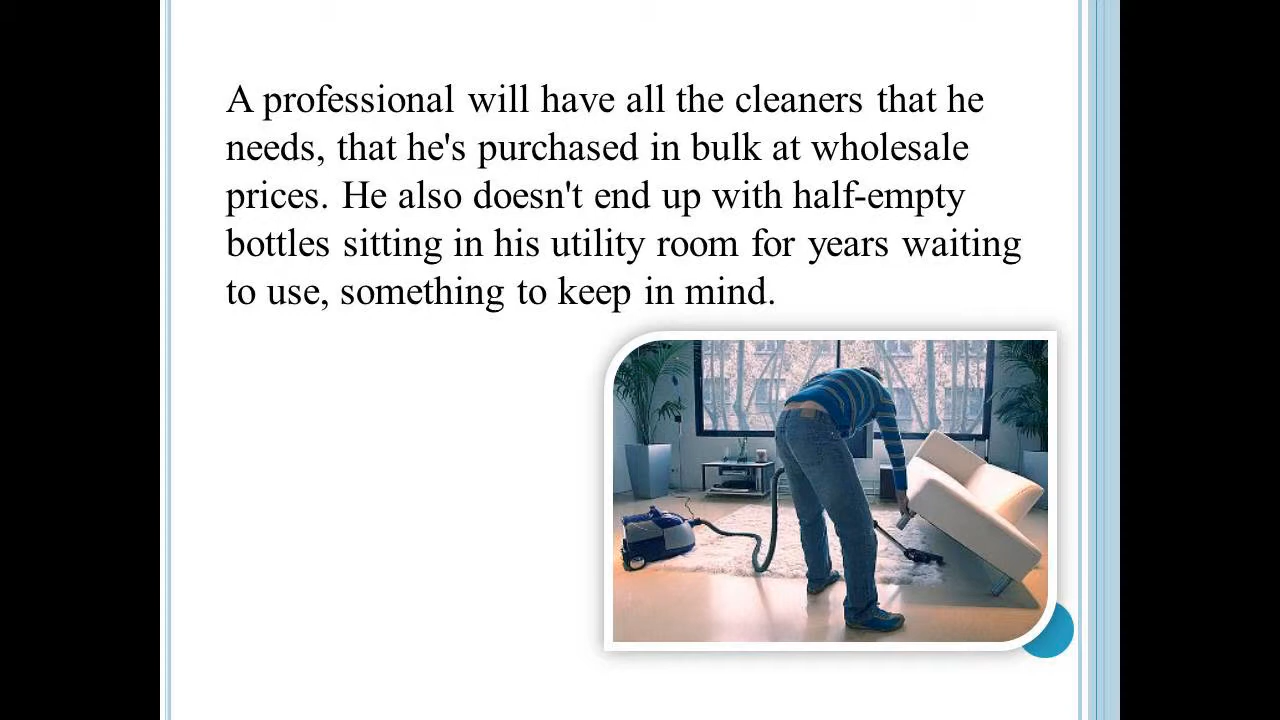 A professional will have all the cleaners that he
needs, that he's purchased in bulk at wholesale
prices. He also doesn't end up with half-empty
bottles sitting in his utility room for years waiting
to use, something to keep in mind.